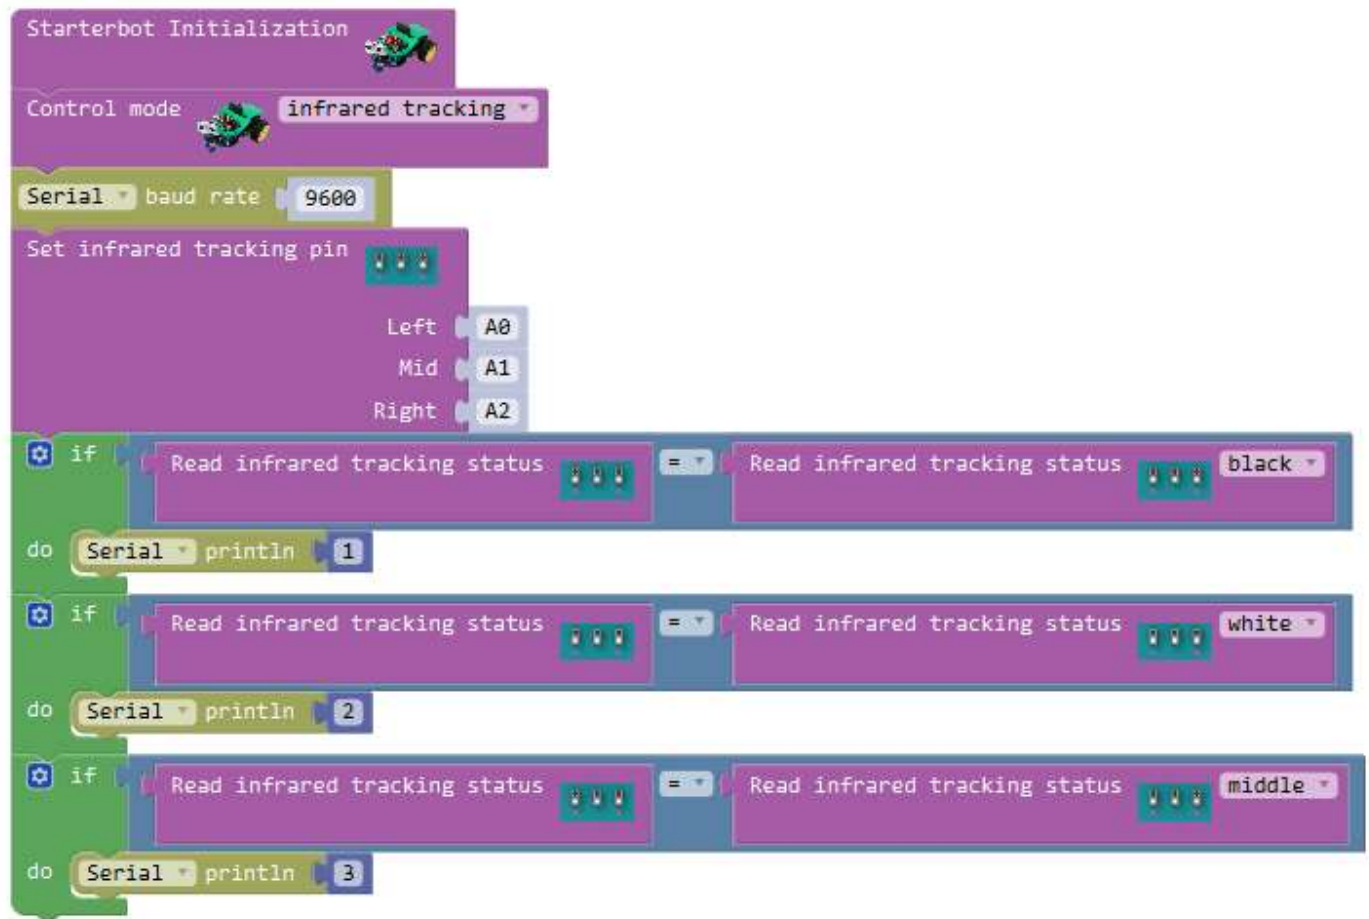 Starterbot Initialization
Control mode infrared tracking
Serial baud rate 9600
Set infrared tracking pin
Left A0
Mid A1
Right A2
if Read infrared tracking status = Read infrared tracking status black
do Serial println 1
if Read infrared tracking status = Read infrared tracking status white
do Serial println 2
if Read infrared tracking status = Read infrared tracking status middle
do Serial println 3